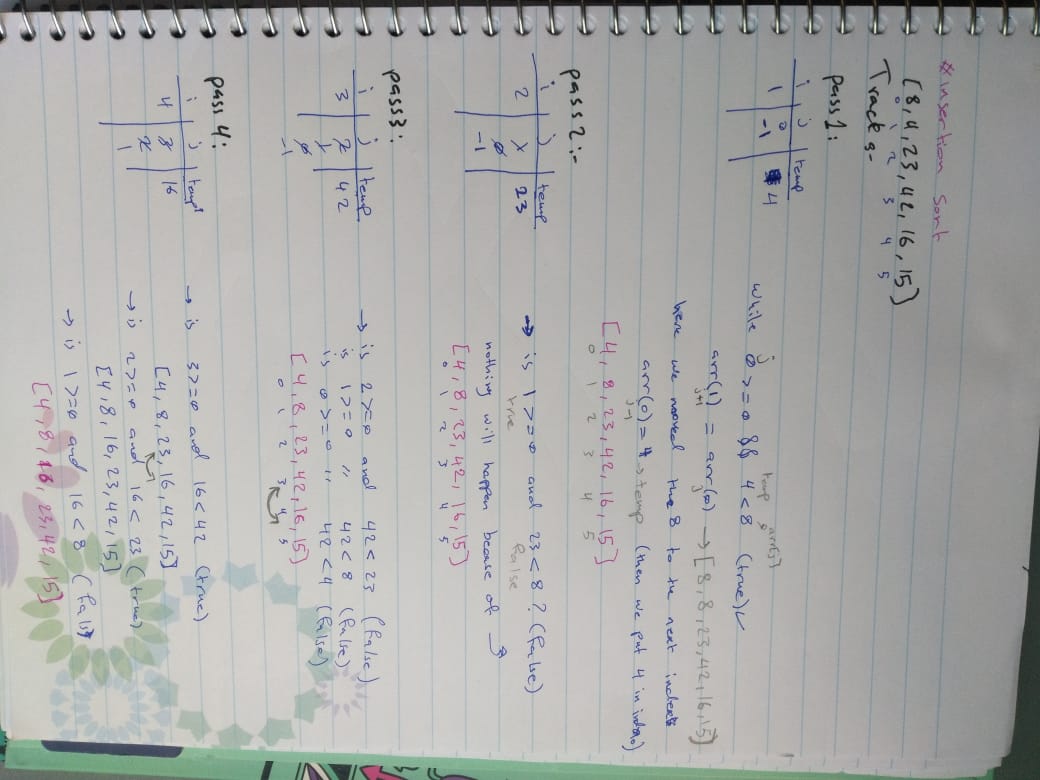 *insertion sort
[8,4,23,42,16,15]
0 1 2 3 4 5
Track :-
pass1:
i j temp
1 0 4
-1
while j 0 >= 0 && 4<8 (true)
temp arr[j]
arr(1) = arr(0) → [8,8,23,42,16,15]
j+1 j
here we moved the 8 to the next index
arr(0) = 4 → temp (then we put 4 in index 0)
j-1
[4,8,23,42,16,15]
0 1 2 3 4 5
pass2:-
i j temp
2 23
0
-1
→ is 1>=0 and 23<8? (False)
true False
nothing will happen becase of
[4,8,23,42,16,15]
0 1 2 3 4 5
pass3:
i j temp
3 2 42
1 0
-1
→ is 2>=0 and 42<23 (false)
is 1>=0 " 42<8 (false)
is 0>=0 " 42<4 (false)
[4,8,23,42,16,15]
0 1 2 3 4 5
pass 4:
i j temp
4 3 16
2
1
→ is 3>=0 and 16<42 (true)
[4,8,23,16,42,15]
→ is 2>=0 and 16<23 (true)
[4,8,16,23,42,15]
→ is 1>=0 and 16<8 (fals
[4,8,16,23,42,15]